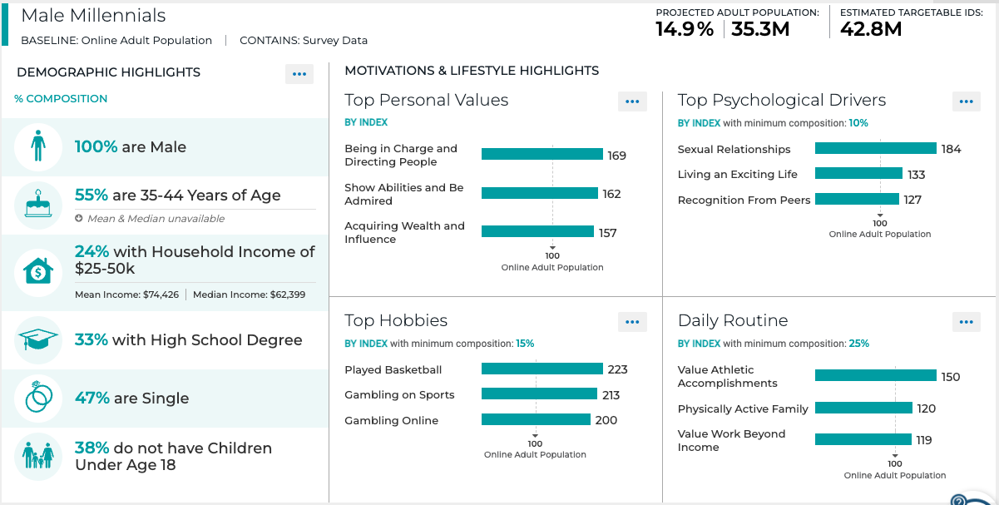 Male Millennials
BASELINE: Online Adult Population | CONTAINS: Survey Data
PROJECTED ADULT POPULATION:
14.9% | 35.3M
ESTIMATED TARGETABLE IDS:
42.8M
DEMOGRAPHIC HIGHLIGHTS
% COMPOSITION
100% are Male
55% are 35-44 Years of Age
Mean & Median unavailable
24% with Household Income of
$25-50k
Mean Income: $74,426 | Median Income: $62,399
33% with High School Degree
47% are Single
38% do not have Children
Under Age 18
MOTIVATIONS & LIFESTYLE HIGHLIGHTS
Top Personal Values
BY INDEX
Being in Charge and
Directing People
169
Show Abilities and Be
Admired
162
Acquiring Wealth and
Influence
157
100
Online Adult Population
Top Psychological Drivers
BY INDEX with minimum composition: 10%
Sexual Relationships 184
Living an Exciting Life 133
Recognition From Peers 127
100
Online Adult Population
Top Hobbies
BY INDEX with minimum composition: 15%
Played Basketball 223
Gambling on Sports 213
Gambling Online 200
100
Online Adult Population
Daily Routine
BY INDEX with minimum composition: 25%
Value Athletic
Accomplishments
150
Physically Active Family 120
Value Work Beyond
Income
119
100
Online Adult Population